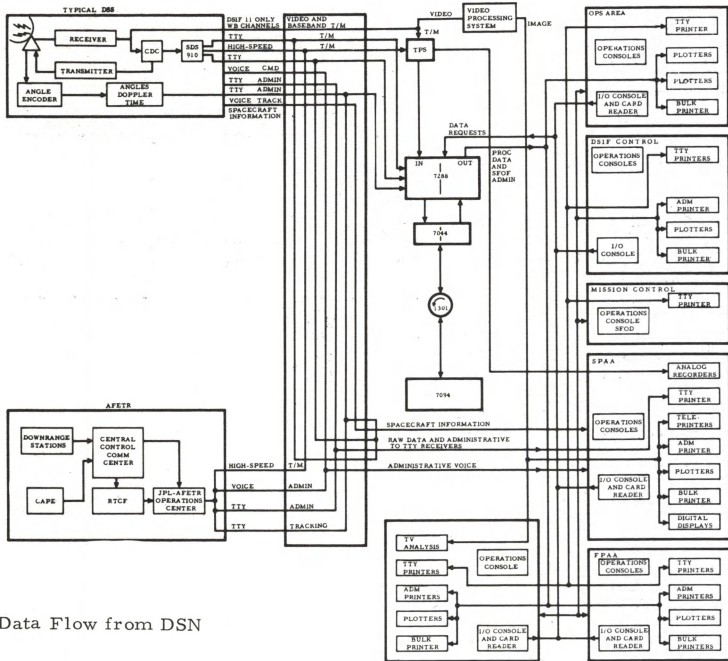 TYPICAL DSS
RECEIVER
CDC
SDS
910
TRANSMITTER
ANGLE
ENCODER
ANGLES
DOPPLER
TIME
DSIF 11 ONLY
WB CHANNELS
TTY
HIGH-SPEED
TTY
VOICE CMD
TTY ADMIN
TTY ADMIN
VOICE TRACK
SPACECRAFT
INFORMATION
VIDEO AND
BASEBAND T/M
T/M
T/M
VIDEO
VIDEO
PROCESSING
SYSTEM
IMAGE
T/M
TPS
DATA
REQUESTS
IN
OUT
7288
PROC
DATA
AND
SFOF
ADMIN
7044
1301
7094
OPS AREA
TTY
PRINTER
OPERATIONS
CONSOLES
PLOTTERS
PLOTTERS
I/O CONSOLE
AND CARD
READER
BULK PRINTER
DSIF CONTROL
OPERATIONS
CONSOLES
TTY
PRINTERS
ADM
PRINTER
PLOTTERS
I/O
CONSOLE
BULK
PRINTER
MISSION CONTROL
TTY
PRINTER
OPERATIONS
CONSOLE
SFOD
SPAA
ANALOG
RECORDERS
TTY
PRINTER
OPERATIONS
CONSOLES
TELE-
PRINTERS
ADM
PRINTER
PLOTTERS
I/O CONSOLE
AND CARD
READER
BULK
PRINTER
DIGITAL
DISPLAYS
SPACECRAFT INFORMATION
RAW DATA AND ADMINISTRATIVE
TO TTY RECEIVERS
ADMINISTRATIVE VOICE
AFETR
DOWNRANGE
STATIONS
CENTRAL
CONTROL
COMM
CENTER
CAPE
RTCF
JPL-AFETR
OPERATIONS
CENTER
HIGH-SPEED T/M
VOICE ADMIN
TTY ADMIN
TTY TRACKING
TV
ANALYSIS
OPERATIONS
CONSOLE
TTY
PRINTERS
ADM
PRINTERS
PLOTTERS
BULK
PRINTER
I/O CONSOLE
AND CARD
READER
FPAA
OPERATIONS
CONSOLES
TTY
PRINTERS
ADM
PRINTERS
PLOTTERS
I/O CONSOLE
AND CARD
READER
BULK
PRINTERS
Data Flow from DSN